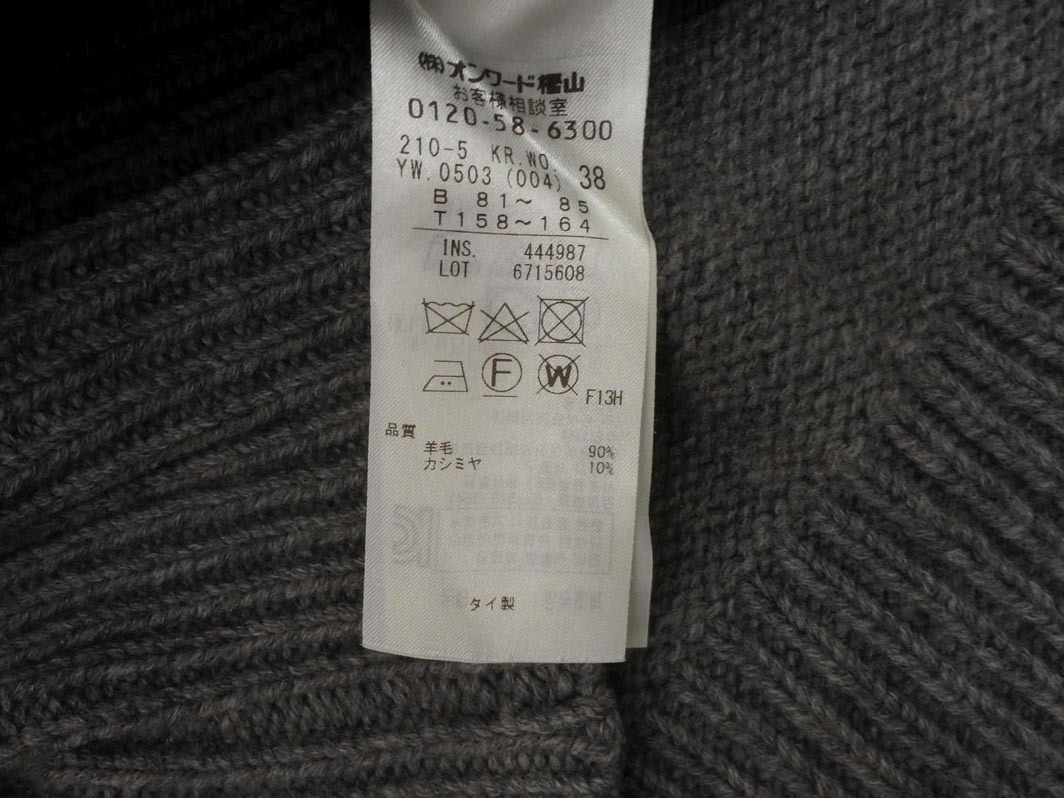 (株)オンワード樫山
お客様相談室
0120-58-6300
210-5 KR.WO
YW.0503 (004) 38
B 81～ 85
T158～164
INS. 444987
LOT 6715608
F W
F13H
品質
羊毛 90%
カシミヤ 10%
タイ製